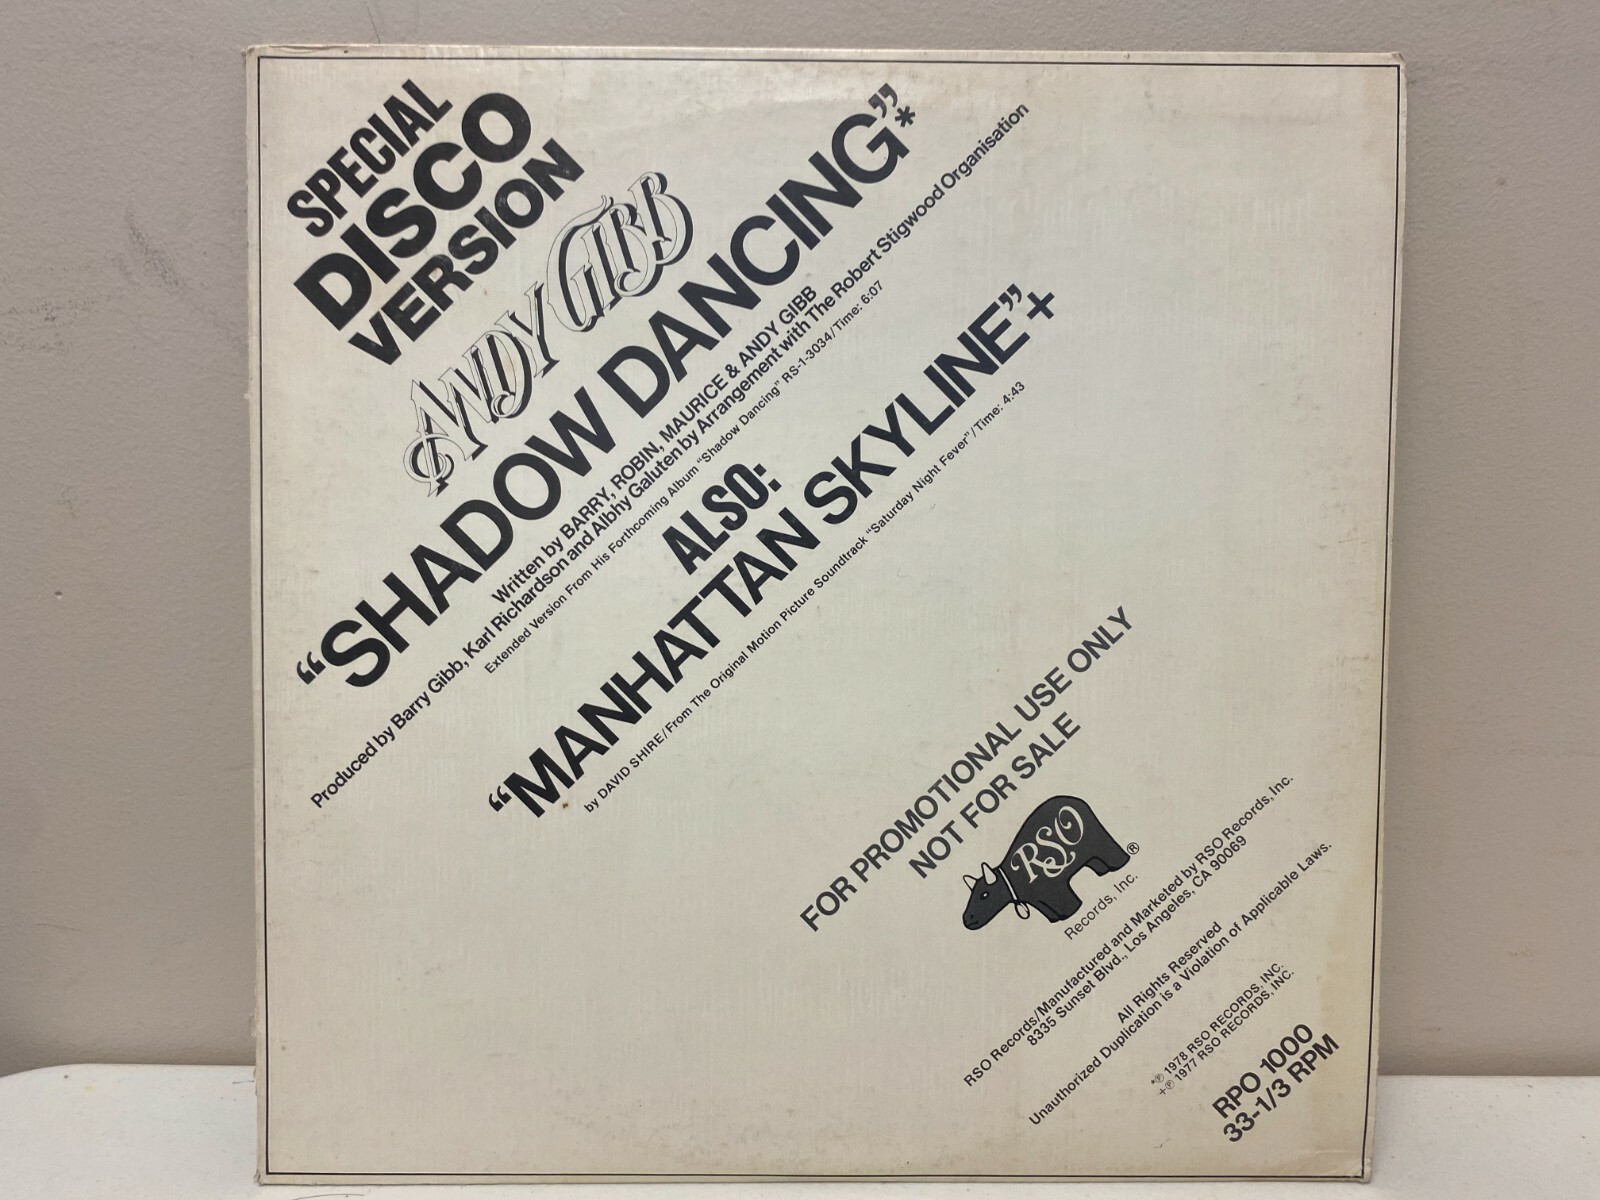 SPECIAL
DISCO
VERSION
ANDY GIBB
“SHADOW DANCING”*
Written by BARRY, ROBIN, MAURICE & ANDY GIBB
Produced by Barry Gibb, Karl Richardson and Albhy Galuten by Arrangement with The Robert Stigwood Organisation
Extended Version From His Forthcoming Album “Shadow Dancing” RS-1-3034/Time: 6:07
ALSO:
“MANHATTAN SKYLINE”+
by DAVID SHIRE/From The Original Motion Picture Soundtrack “Saturday Night Fever”/Time: 4:43
FOR PROMOTIONAL USE ONLY
NOT FOR SALE
RSO®
Records, Inc.
RSO Records/Manufactured and Marketed by RSO Records, Inc.
8335 Sunset Blvd., Los Angeles, CA 90069
All Rights Reserved
Unauthorized Duplication is a Violation of Applicable Laws.
*℗ 1978 RSO RECORDS, INC.
+℗ 1977 RSO RECORDS, INC.
RPO 1000
33-1/3 RPM